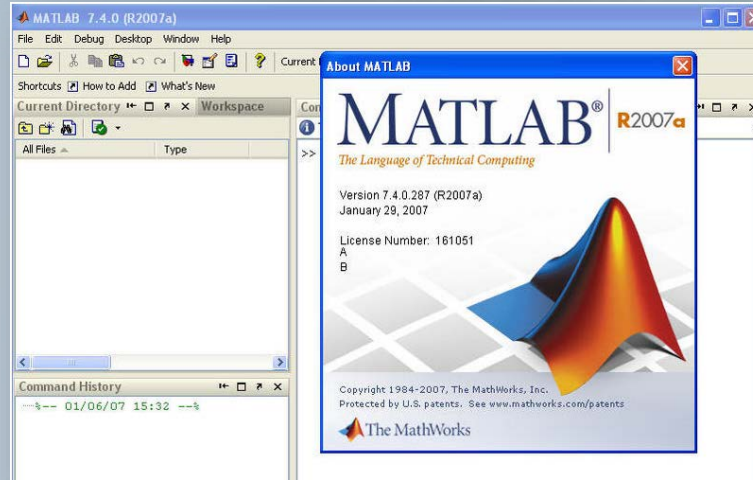 MATLAB 7.4.0 (R2007a)
File Edit Debug Desktop Window Help
Current
Shortcuts How to Add What's New
Current Directory Workspace
All Files Type
>>
Command History
%-- 01/06/07 15:32 --%
About MATLAB
MATLAB® R2007a
The Language of Technical Computing
Version 7.4.0.287 (R2007a)
January 29, 2007
License Number: 161051
A
B
Copyright 1984-2007, The MathWorks, Inc.
Protected by U.S. patents. See www.mathworks.com/patents
The MathWorks